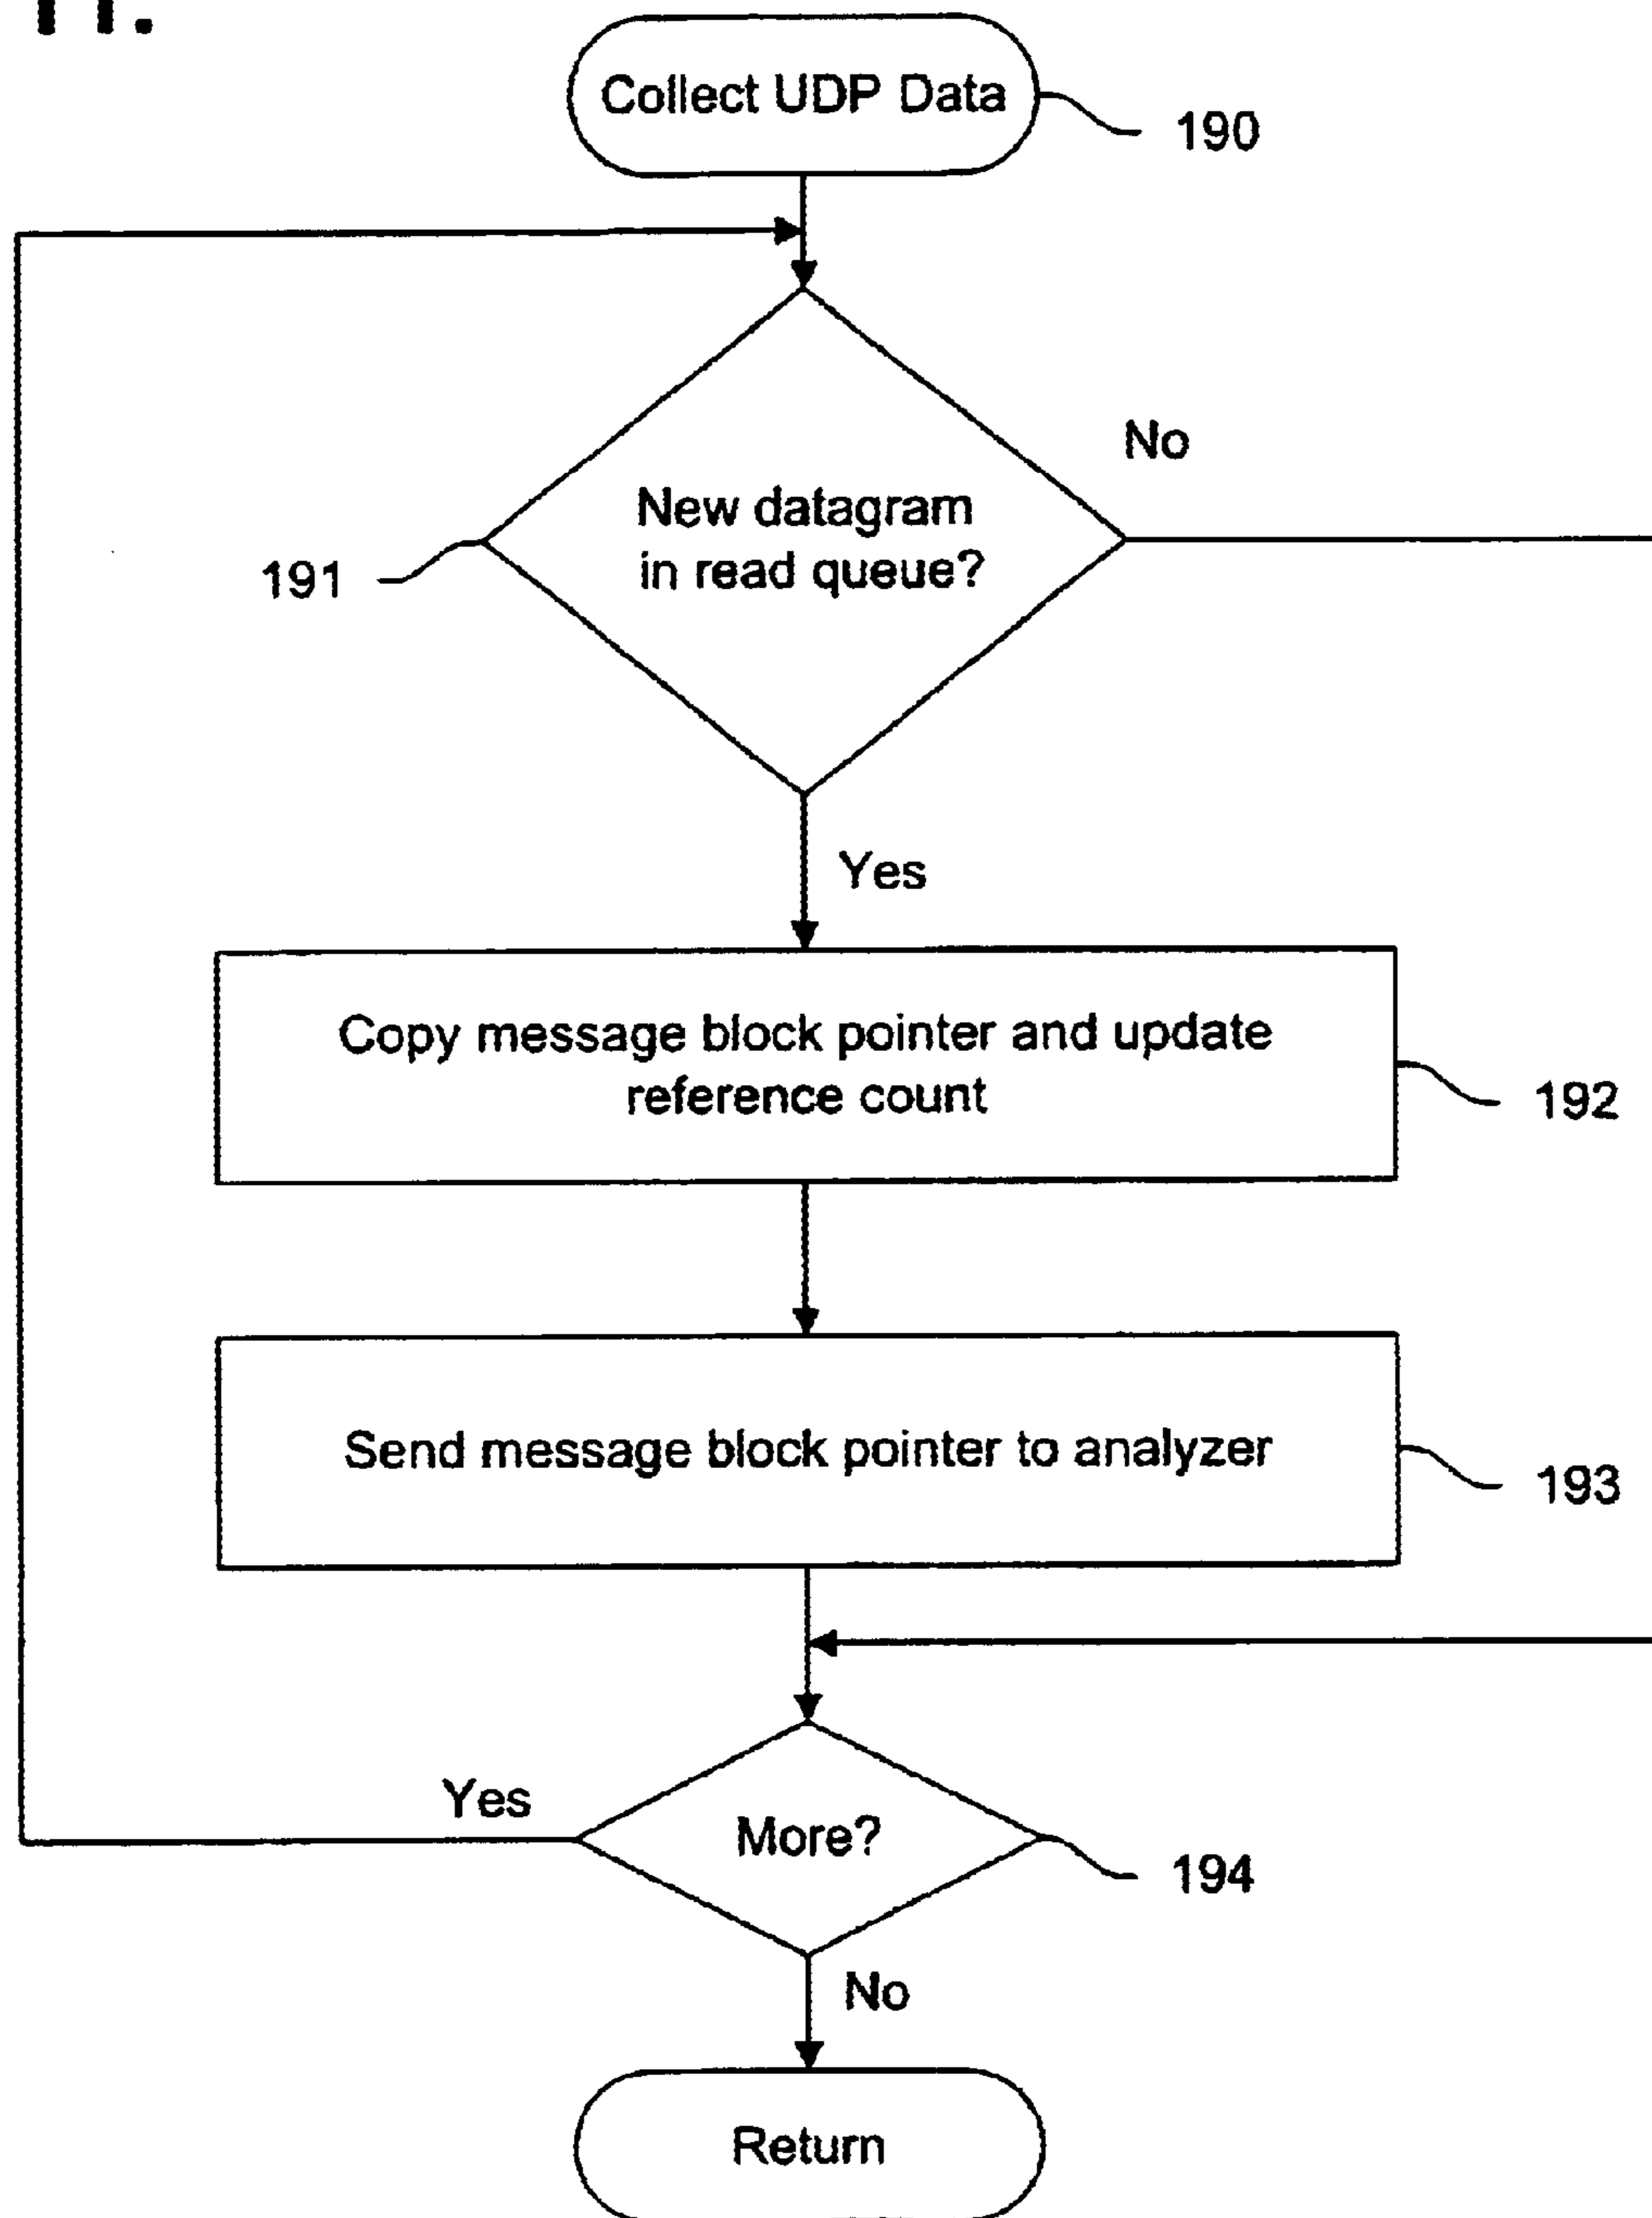 11.
Collect UDP Data
190
No
New datagram
in read queue?
191
Yes
Copy message block pointer and update
reference count
192
Send message block pointer to analyzer
193
Yes
More?
194
No
Return